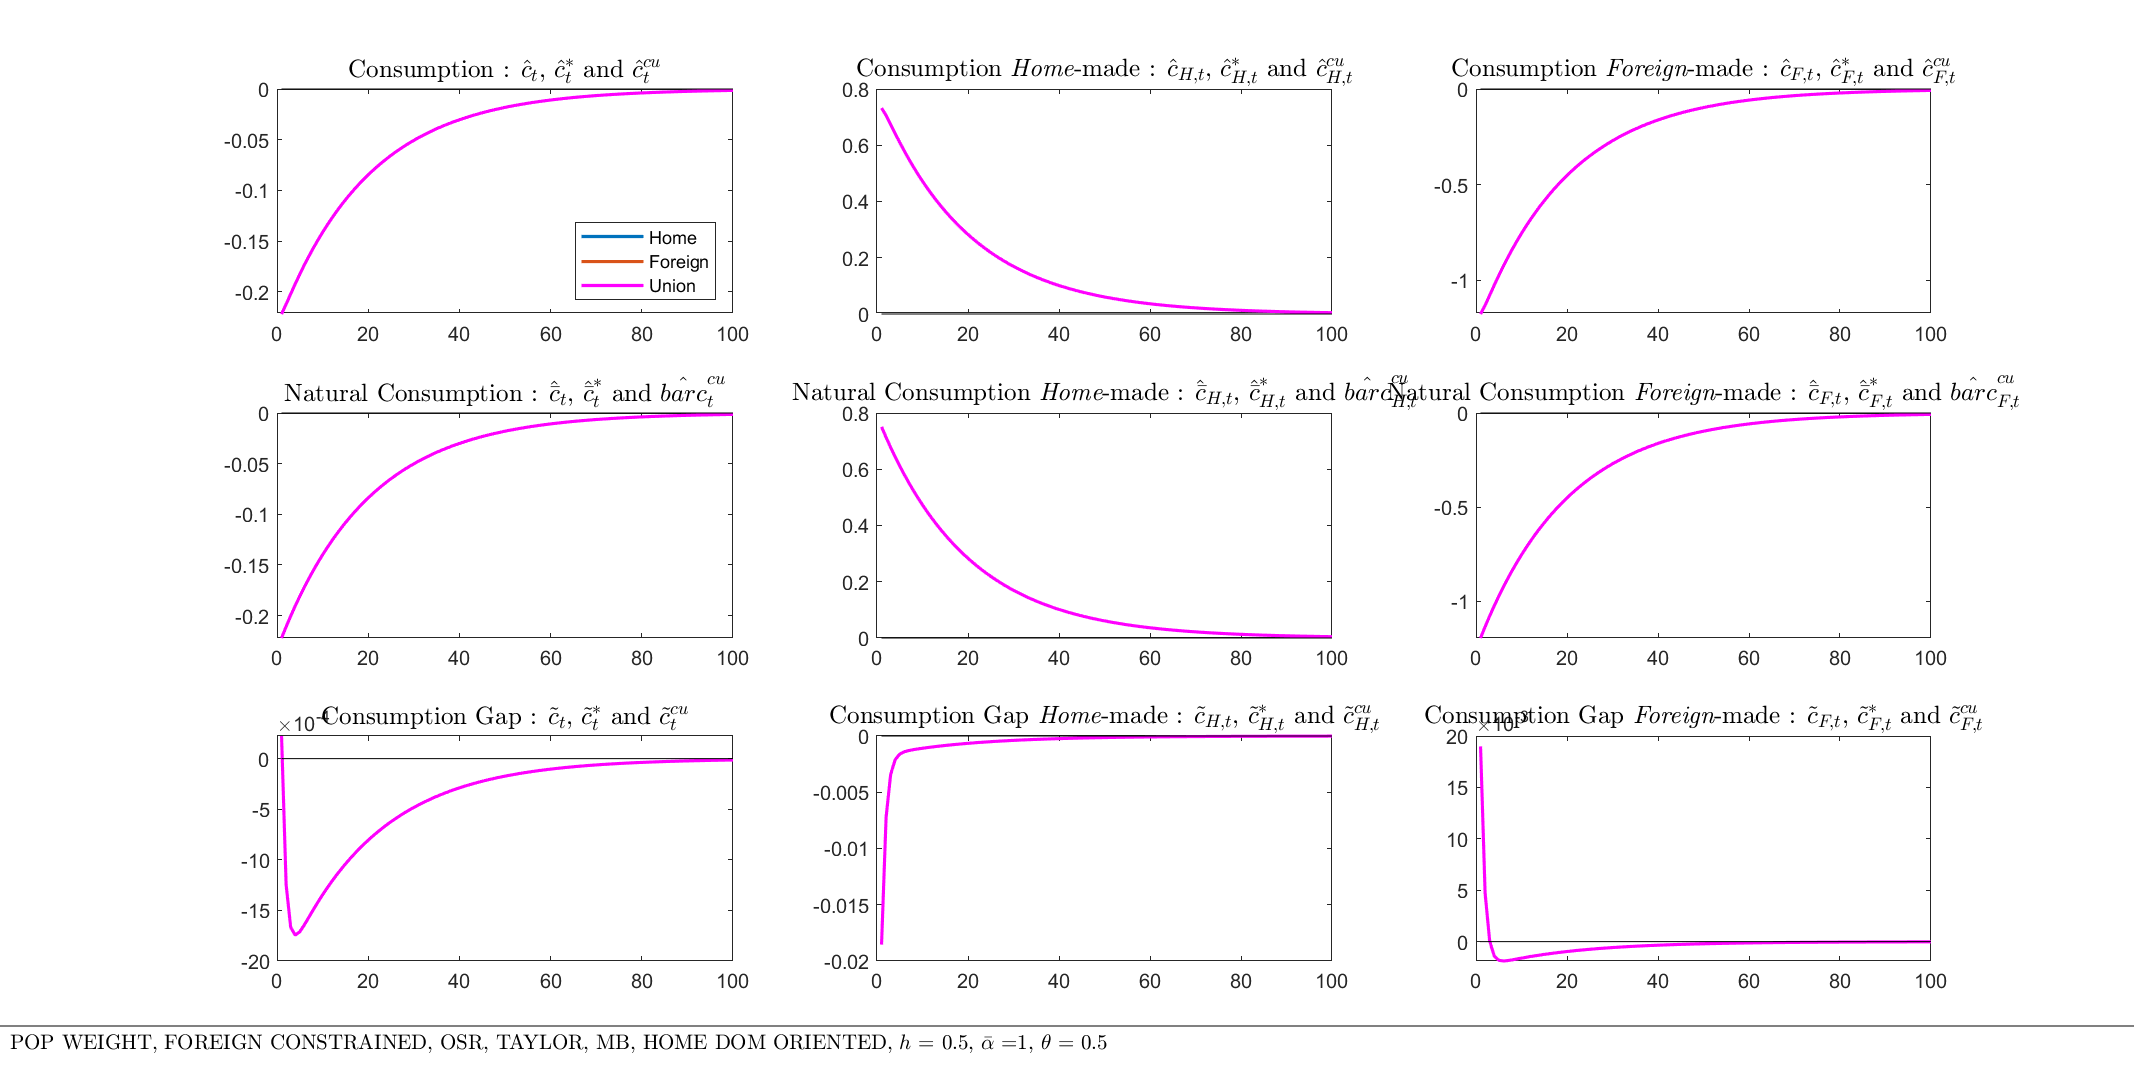 Consumption : ĉ_t, ĉ*_t and ĉ^cu_t
Consumption Home-made : ĉ_H,t, ĉ*_H,t and ĉ^cu_H,t
Consumption Foreign-made : ĉ_F,t, ĉ*_F,t and ĉ^cu_F,t
0
-0.05
-0.1
-0.15
-0.2
0 20 40 60 80 100
Home
Foreign
Union
0.8
0.6
0.4
0.2
0
0 20 40 60 80 100
0
-0.5
-1
0 20 40 60 80 100
Natural Consumption : c̄̂_t, c̄̂*_t and bar̂c^cu_t
Natural Consumption Home-made : c̄̂_H,t, c̄̂*_H,t and bar̂c^cu_H,t
Natural Consumption Foreign-made : c̄̂_F,t, c̄̂*_F,t and bar̂c^cu_F,t
0
-0.05
-0.1
-0.15
-0.2
0 20 40 60 80 100
0.8
0.6
0.4
0.2
0
0 20 40 60 80 100
0
-0.5
-1
0 20 40 60 80 100
Consumption Gap : c̃_t, c̃*_t and c̃^cu_t
Consumption Gap Home-made : c̃_H,t, c̃*_H,t and c̃^cu_H,t
Consumption Gap Foreign-made : c̃_F,t, c̃*_F,t and c̃^cu_F,t
×10^-4
0
-5
-10
-15
-20
0 20 40 60 80 100
0
-0.005
-0.01
-0.015
-0.02
0 20 40 60 80 100
×10^-3
20
15
10
5
0
0 20 40 60 80 100
POP WEIGHT, FOREIGN CONSTRAINED, OSR, TAYLOR, MB, HOME DOM ORIENTED, h = 0.5, ᾱ =1, θ = 0.5